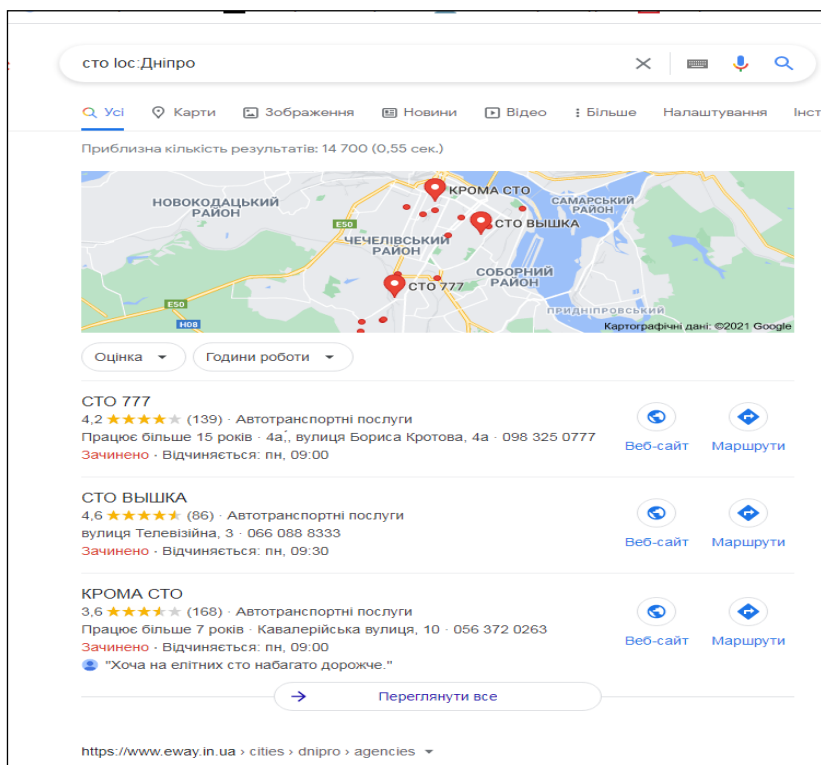 сто loc:Дніпро
Усі Карти Зображення Новини Відео Більше Налаштування Інст
Приблизна кількість результатів: 14 700 (0,55 сек.)
КРОМА СТО
НОВОКОДАЦЬКИЙ
РАЙОН
САМАРСЬКИЙ
РАЙОН
E50
СТО ВЫШКА
ЧЕЧЕЛІВСЬКИЙ
РАЙОН
СОБОРНИЙ
РАЙОН
СТО 777
E50
ПРИДНІПРОВСЬКИЙ
H08
Картографічні дані: ©2021 Google
Оцінка Години роботи
СТО 777
4,2 (139) · Автотранспортні послуги
Працює більше 15 років · 4а;, вулиця Бориса Кротова, 4а · 098 325 0777
Зачинено · Відчиняється: пн, 09:00
Веб-сайт Маршрути
СТО ВЫШКА
4,6 (86) · Автотранспортні послуги
вулиця Телевізійна, 3 · 066 088 8333
Зачинено · Відчиняється: пн, 09:30
Веб-сайт Маршрути
КРОМА СТО
3,6 (168) · Автотранспортні послуги
Працює більше 7 років · Кавалерійська вулиця, 10 · 056 372 0263
Зачинено · Відчиняється: пн, 09:00
"Хоча на елітних сто набагато дорожче."
Веб-сайт Маршрути
Переглянути все
https://www.eway.in.ua › cities › dnipro › agencies